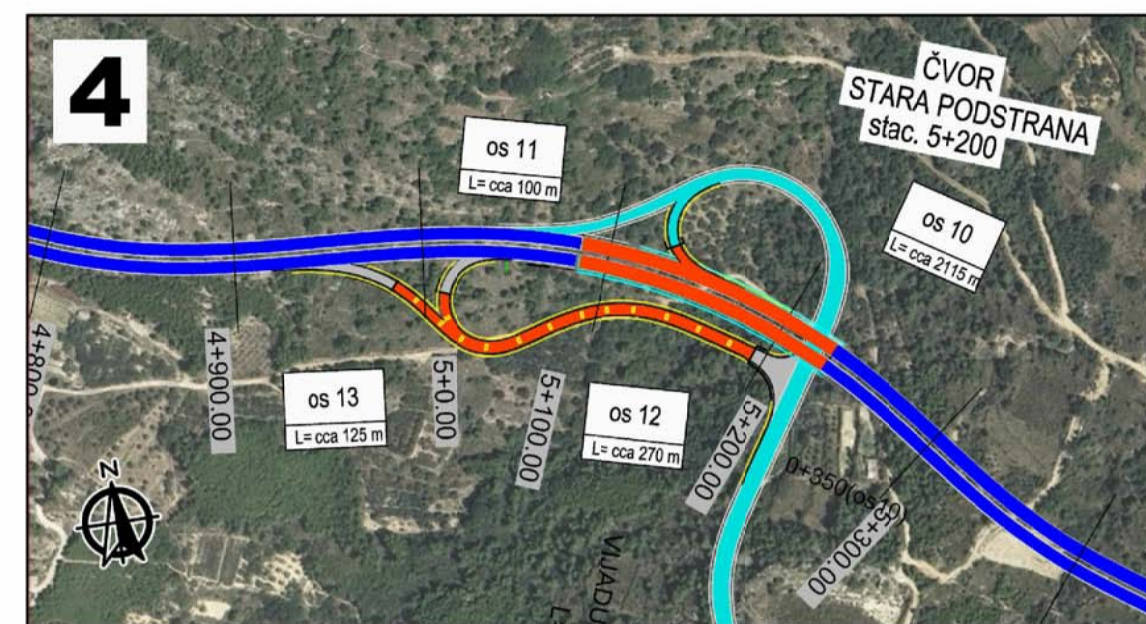 4
ČVOR
STARA PODSTRANA
stac. 5+200
os 11
L= cca 100 m
os 10
L= cca 2115 m
4+900.00
5+0.00
5+100.00
os 13
L= cca 125 m
os 12
L= cca 270 m
5+200.00
0+350(os 10)
5+300.00
N